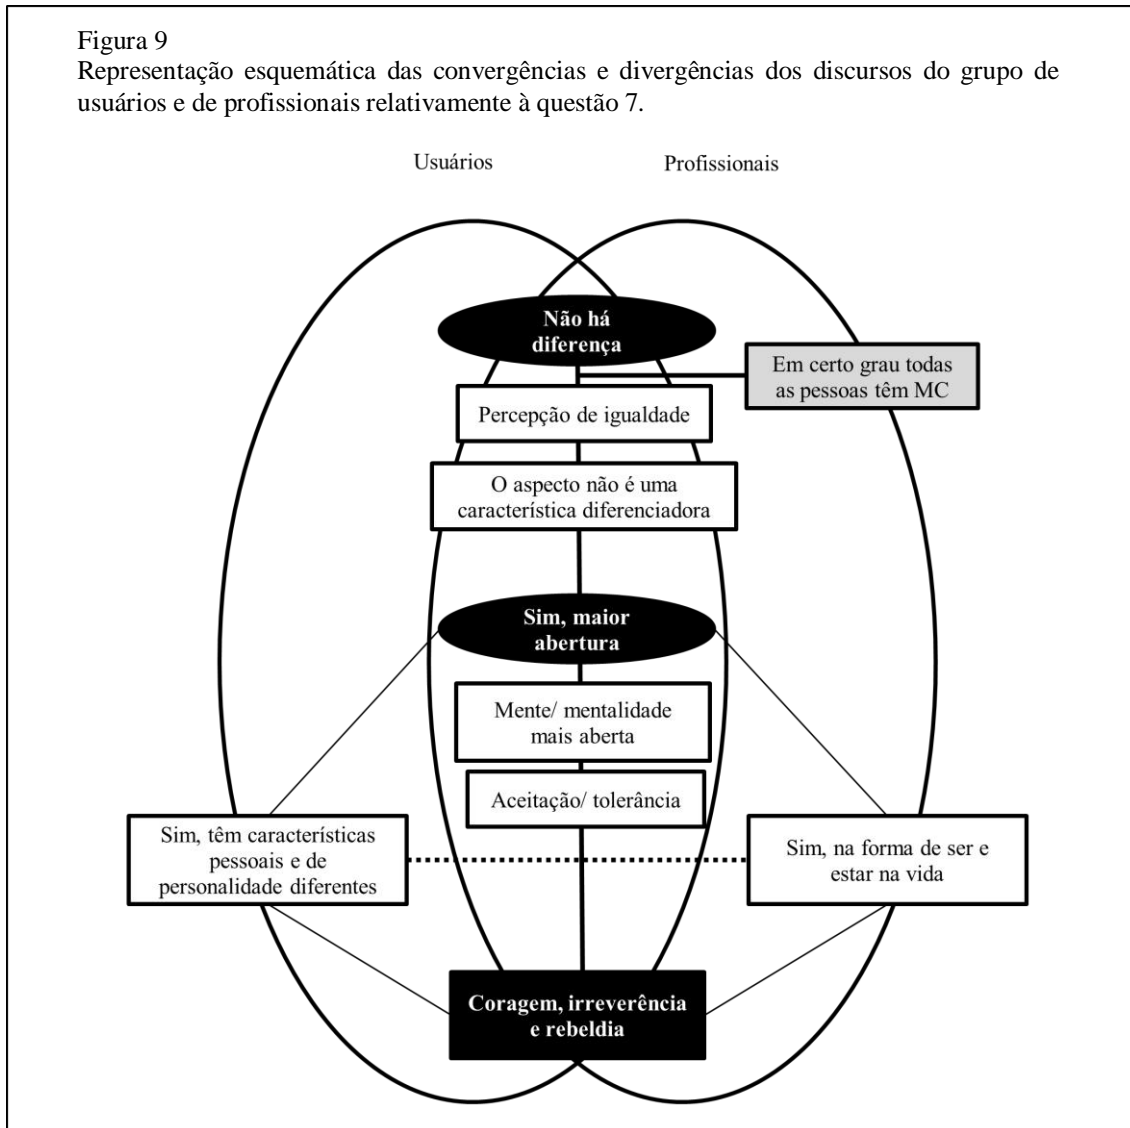 Figura 9
Representação esquemática das convergências e divergências dos discursos do grupo de
usuários e de profissionais relativamente à questão 7.
Usuários
Profissionais
Não há
diferença
Em certo grau todas
as pessoas têm MC
Percepção de igualdade
O aspecto não é uma
característica diferenciadora
Sim, maior
abertura
Mente/ mentalidade
mais aberta
Aceitação/ tolerância
Sim, têm características
pessoais e de
personalidade diferentes
Sim, na forma de ser e
estar na vida
Coragem, irreverência
e rebeldia